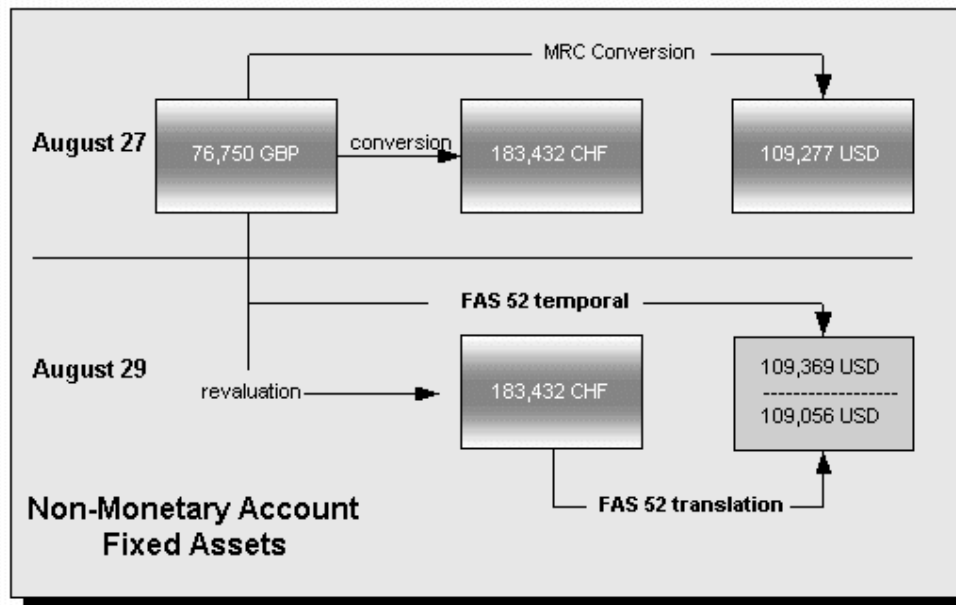 MRC Conversion
August 27
76,750 GBP
conversion
183,432 CHF
109,277 USD
FAS 52 temporal
August 29
revaluation
183,432 CHF
109,369 USD
------------------
109,056 USD
FAS 52 translation
Non-Monetary Account
Fixed Assets